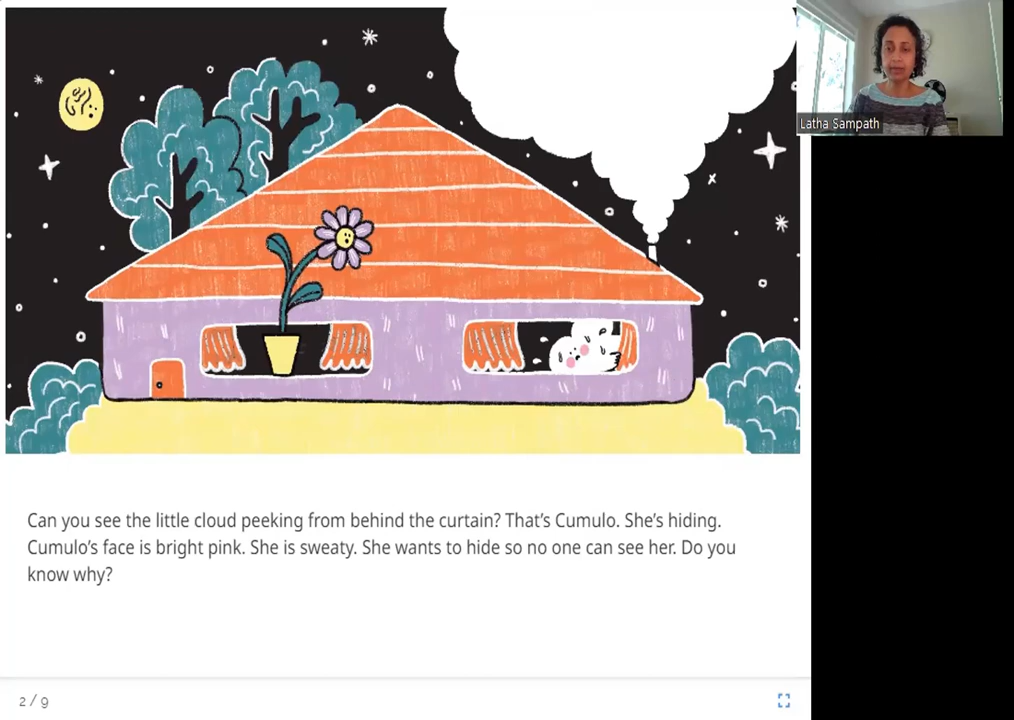 Latha Sampath
Can you see the little cloud peeking from behind the curtain? That's Cumulo. She's hiding.
Cumulo's face is bright pink. She is sweaty. She wants to hide so no one can see her. Do you
know why?
2 / 9